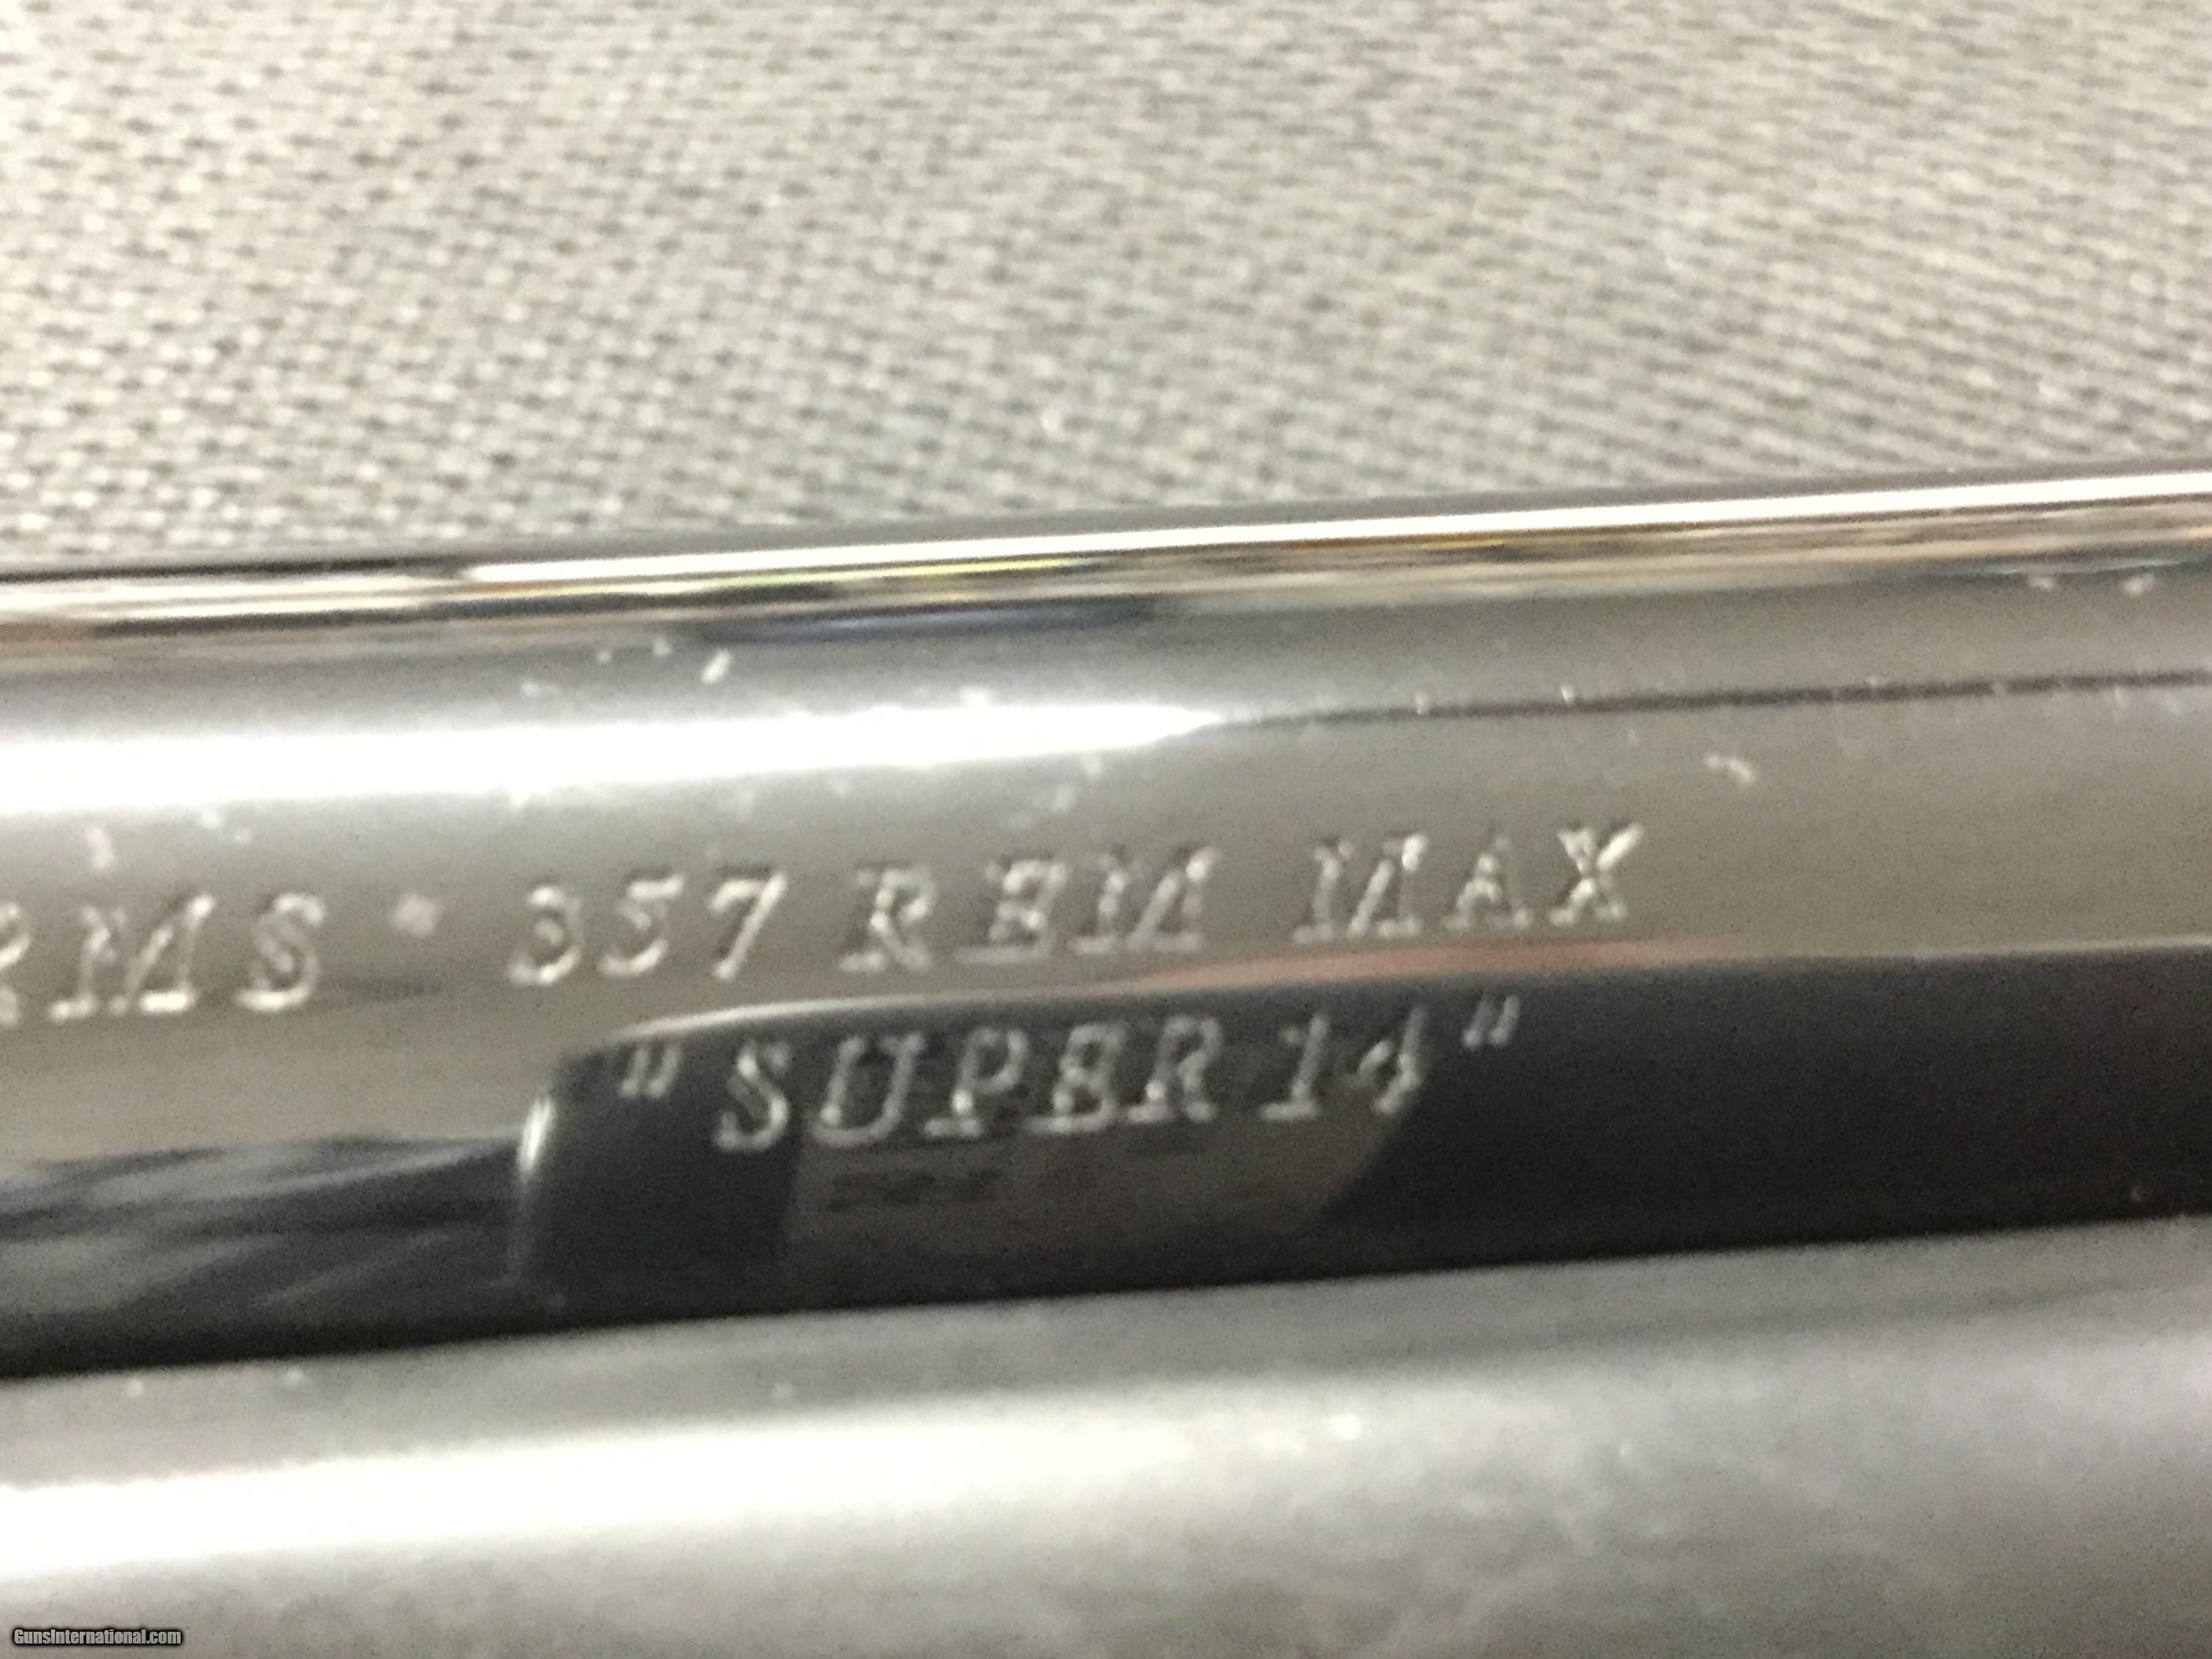 RMS · 357 REM MAX
"SUPER 14"
GunsInternational.com